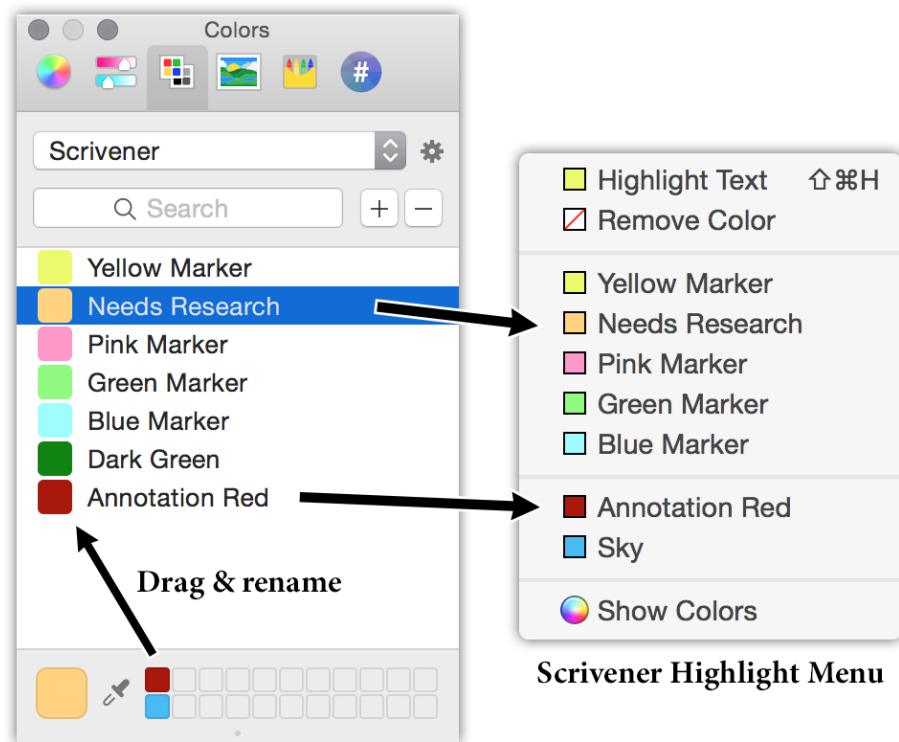 Colors
#
Scrivener
Search
+ −
Yellow Marker
Needs Research
Pink Marker
Green Marker
Blue Marker
Dark Green
Annotation Red
Drag & rename
Highlight Text ⇧⌘H
Remove Color
Yellow Marker
Needs Research
Pink Marker
Green Marker
Blue Marker
Annotation Red
Sky
Show Colors
Scrivener Highlight Menu